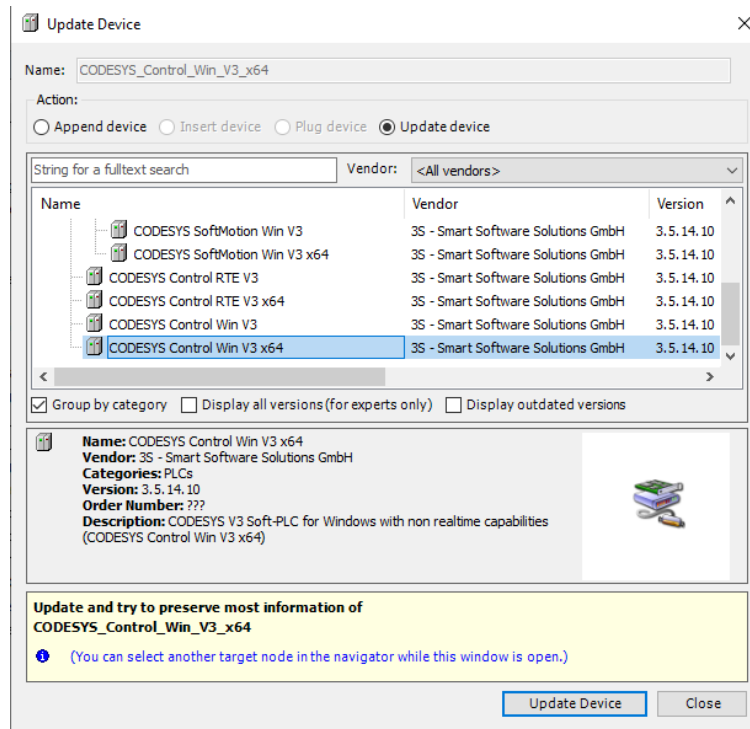 Update Device
Name: CODESYS_Control_Win_V3_x64
Action:
Append device Insert device Plug device Update device
String for a fulltext search Vendor: <All vendors>
Name Vendor Version
CODESYS SoftMotion Win V3 3S - Smart Software Solutions GmbH 3.5.14.10
CODESYS SoftMotion Win V3 x64 3S - Smart Software Solutions GmbH 3.5.14.10
CODESYS Control RTE V3 3S - Smart Software Solutions GmbH 3.5.14.10
CODESYS Control RTE V3 x64 3S - Smart Software Solutions GmbH 3.5.14.10
CODESYS Control Win V3 3S - Smart Software Solutions GmbH 3.5.14.10
CODESYS Control Win V3 x64 3S - Smart Software Solutions GmbH 3.5.14.10
Group by category Display all versions (for experts only) Display outdated versions
Name: CODESYS Control Win V3 x64
Vendor: 3S - Smart Software Solutions GmbH
Categories: PLCs
Version: 3.5.14.10
Order Number: ???
Description: CODESYS V3 Soft-PLC for Windows with non realtime capabilities
(CODESYS Control Win V3 x64)
Update and try to preserve most information of
CODESYS_Control_Win_V3_x64
(You can select another target node in the navigator while this window is open.)
Update Device Close